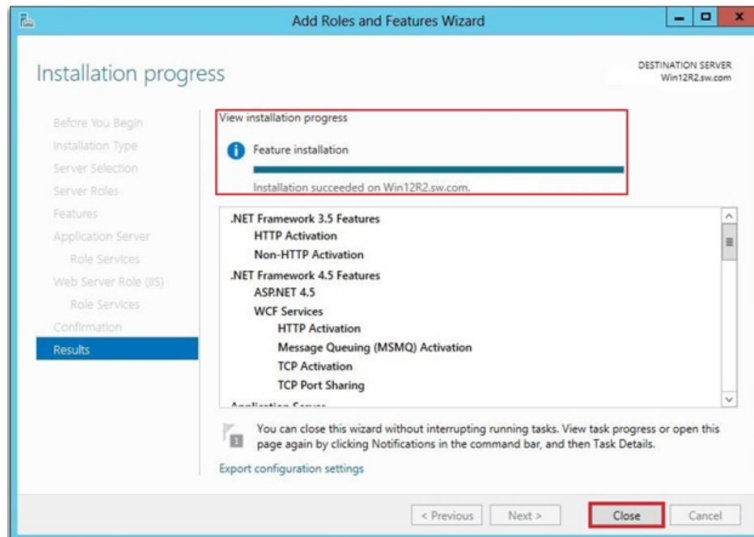 Add Roles and Features Wizard
Installation progress
DESTINATION SERVER
Win12R2.sw.com
Before You Begin
Installation Type
Server Selection
Server Roles
Features
Application Server
Role Services
Web Server Role (IIS)
Role Services
Confirmation
Results
View installation progress
Feature installation
Installation succeeded on Win12R2.sw.com.
.NET Framework 3.5 Features
HTTP Activation
Non-HTTP Activation
.NET Framework 4.5 Features
ASP.NET 4.5
WCF Services
HTTP Activation
Message Queuing (MSMQ) Activation
TCP Activation
TCP Port Sharing
Application Server
1
You can close this wizard without interrupting running tasks. View task progress or open this
page again by clicking Notifications in the command bar, and then Task Details.
Export configuration settings
< Previous
Next >
Close
Cancel